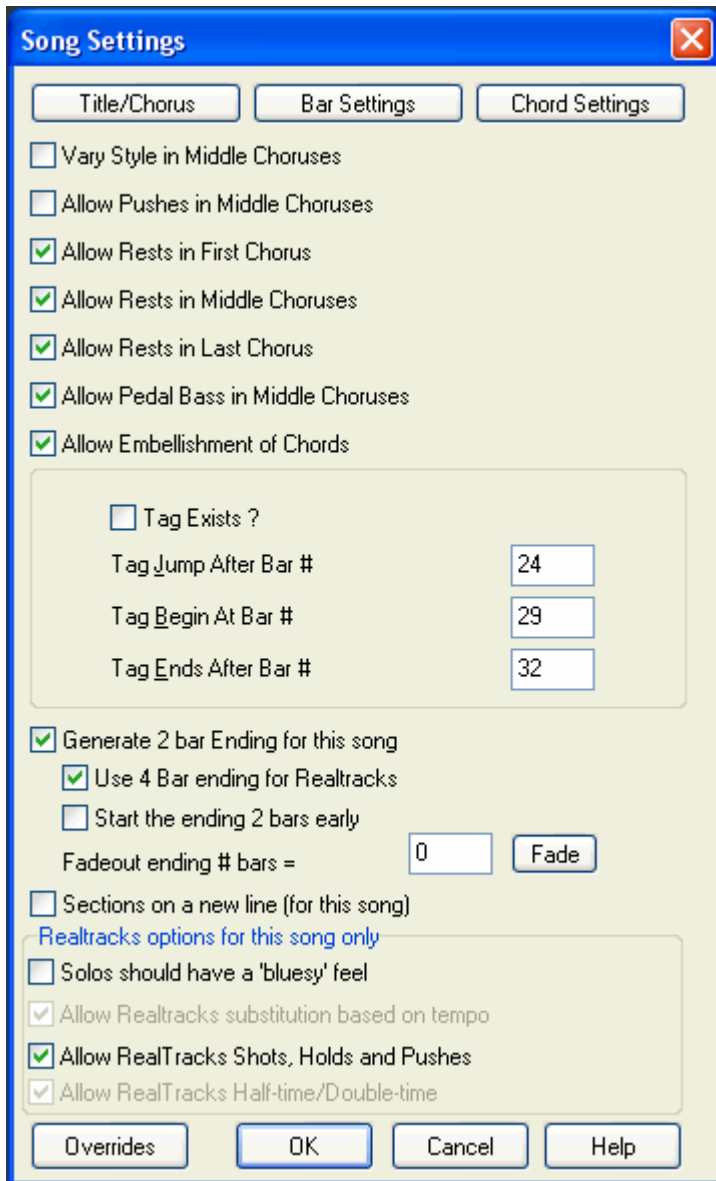 Song Settings
Title/Chorus Bar Settings Chord Settings
Vary Style in Middle Choruses
Allow Pushes in Middle Choruses
Allow Rests in First Chorus
Allow Rests in Middle Choruses
Allow Rests in Last Chorus
Allow Pedal Bass in Middle Choruses
Allow Embellishment of Chords
Tag Exists ?
Tag Jump After Bar # 24
Tag Begin At Bar # 29
Tag Ends After Bar # 32
Generate 2 bar Ending for this song
Use 4 Bar ending for Realtracks
Start the ending 2 bars early
Fadeout ending # bars = 0 Fade
Sections on a new line (for this song)
Realtracks options for this song only
Solos should have a 'bluesy' feel
Allow Realtracks substitution based on tempo
Allow RealTracks Shots, Holds and Pushes
Allow RealTracks Half-time/Double-time
Overrides OK Cancel Help